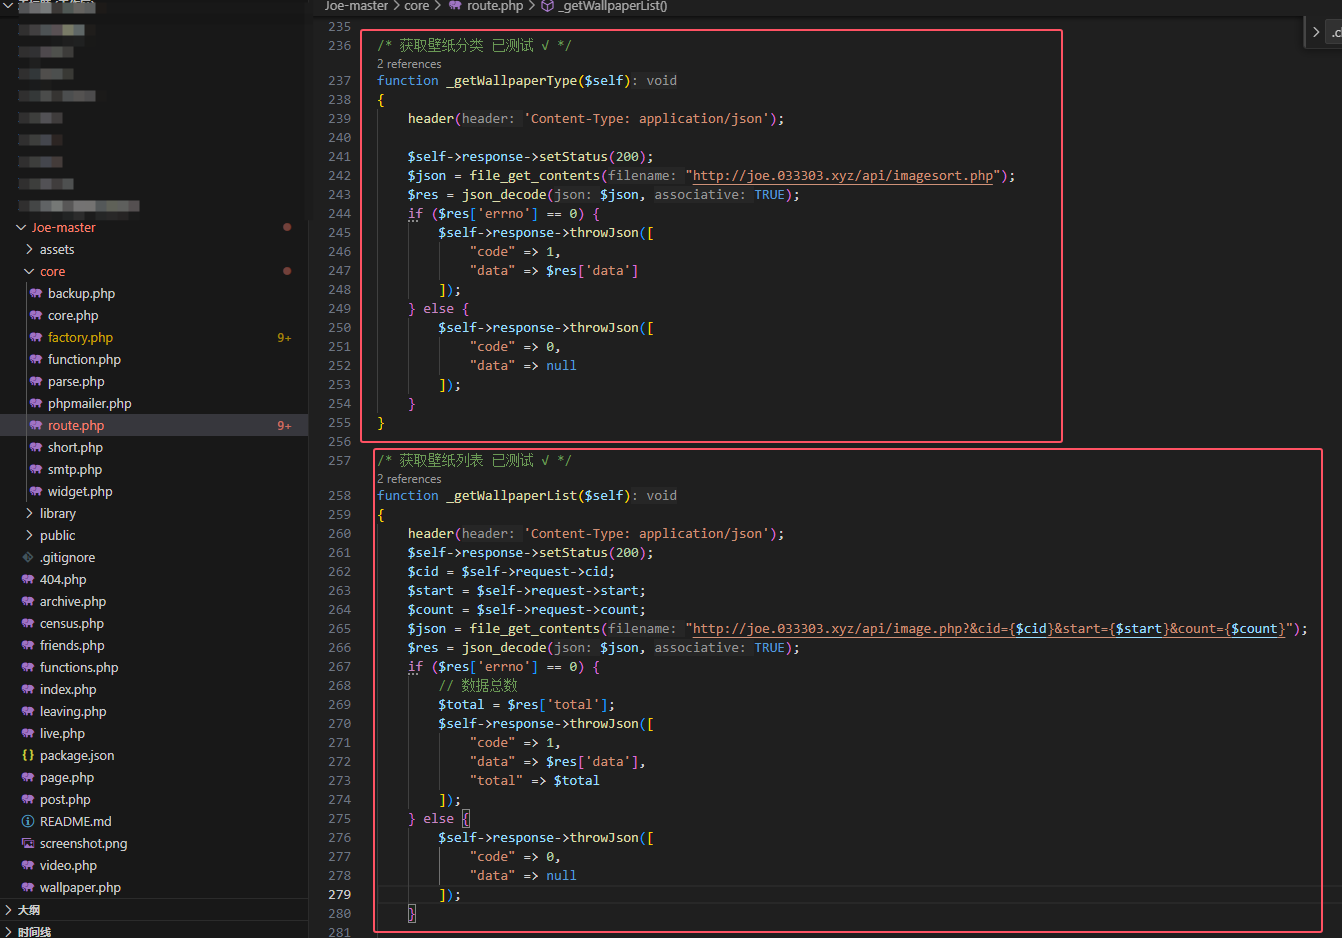 Joe-master > core > route.php > _getWallpaperList()
Joe-master
assets
core
backup.php
core.php
factory.php 9+
function.php
parse.php
phpmailer.php
route.php 9+
short.php
smtp.php
widget.php
library
public
.gitignore
404.php
archive.php
census.php
friends.php
functions.php
index.php
leaving.php
live.php
package.json
page.php
post.php
README.md
screenshot.png
video.php
wallpaper.php
大纲
时间线
235
236 /* 获取壁纸分类 已测试 √ */
2 references
237 function _getWallpaperType($self): void
238 {
239 header(header: 'Content-Type: application/json');
240
241 $self->response->setStatus(200);
242 $json = file_get_contents(filename: "http://joe.033303.xyz/api/imagesort.php");
243 $res = json_decode(json: $json, associative: TRUE);
244 if ($res['errno'] == 0) {
245 $self->response->throwJson([
246 "code" => 1,
247 "data" => $res['data']
248 ]);
249 } else {
250 $self->response->throwJson([
251 "code" => 0,
252 "data" => null
253 ]);
254 }
255 }
256
257 /* 获取壁纸列表 已测试 √ */
2 references
258 function _getWallpaperList($self): void
259 {
260 header(header: 'Content-Type: application/json');
261 $self->response->setStatus(200);
262 $cid = $self->request->cid;
263 $start = $self->request->start;
264 $count = $self->request->count;
265 $json = file_get_contents(filename: "http://joe.033303.xyz/api/image.php?&cid={$cid}&start={$start}&count={$count}");
266 $res = json_decode(json: $json, associative: TRUE);
267 if ($res['errno'] == 0) {
268 // 数据总数
269 $total = $res['total'];
270 $self->response->throwJson([
271 "code" => 1,
272 "data" => $res['data'],
273 "total" => $total
274 ]);
275 } else {
276 $self->response->throwJson([
277 "code" => 0,
278 "data" => null
279 ]);
280 }
281